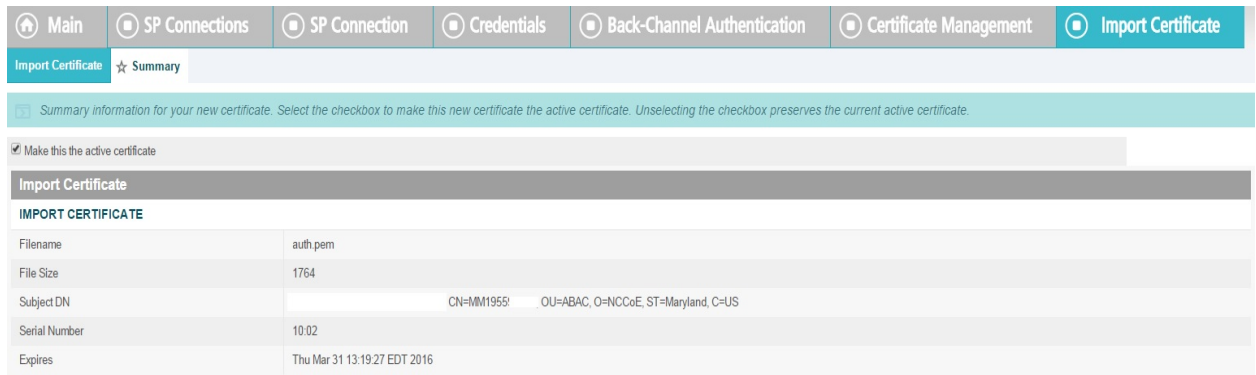 Main SP Connections SP Connection Credentials Back-Channel Authentication Certificate Management Import Certificate
Import Certificate Summary
Summary information for your new certificate. Select the checkbox to make this new certificate the active certificate. Unselecting the checkbox preserves the current active certificate.
Make this the active certificate
Import Certificate
IMPORT CERTIFICATE
Filename auth.pem
File Size 1764
Subject DN CN=MM1955 , OU=ABAC, O=NCCoE, ST=Maryland, C=US
Serial Number 10:02
Expires Thu Mar 31 13:19:27 EDT 2016